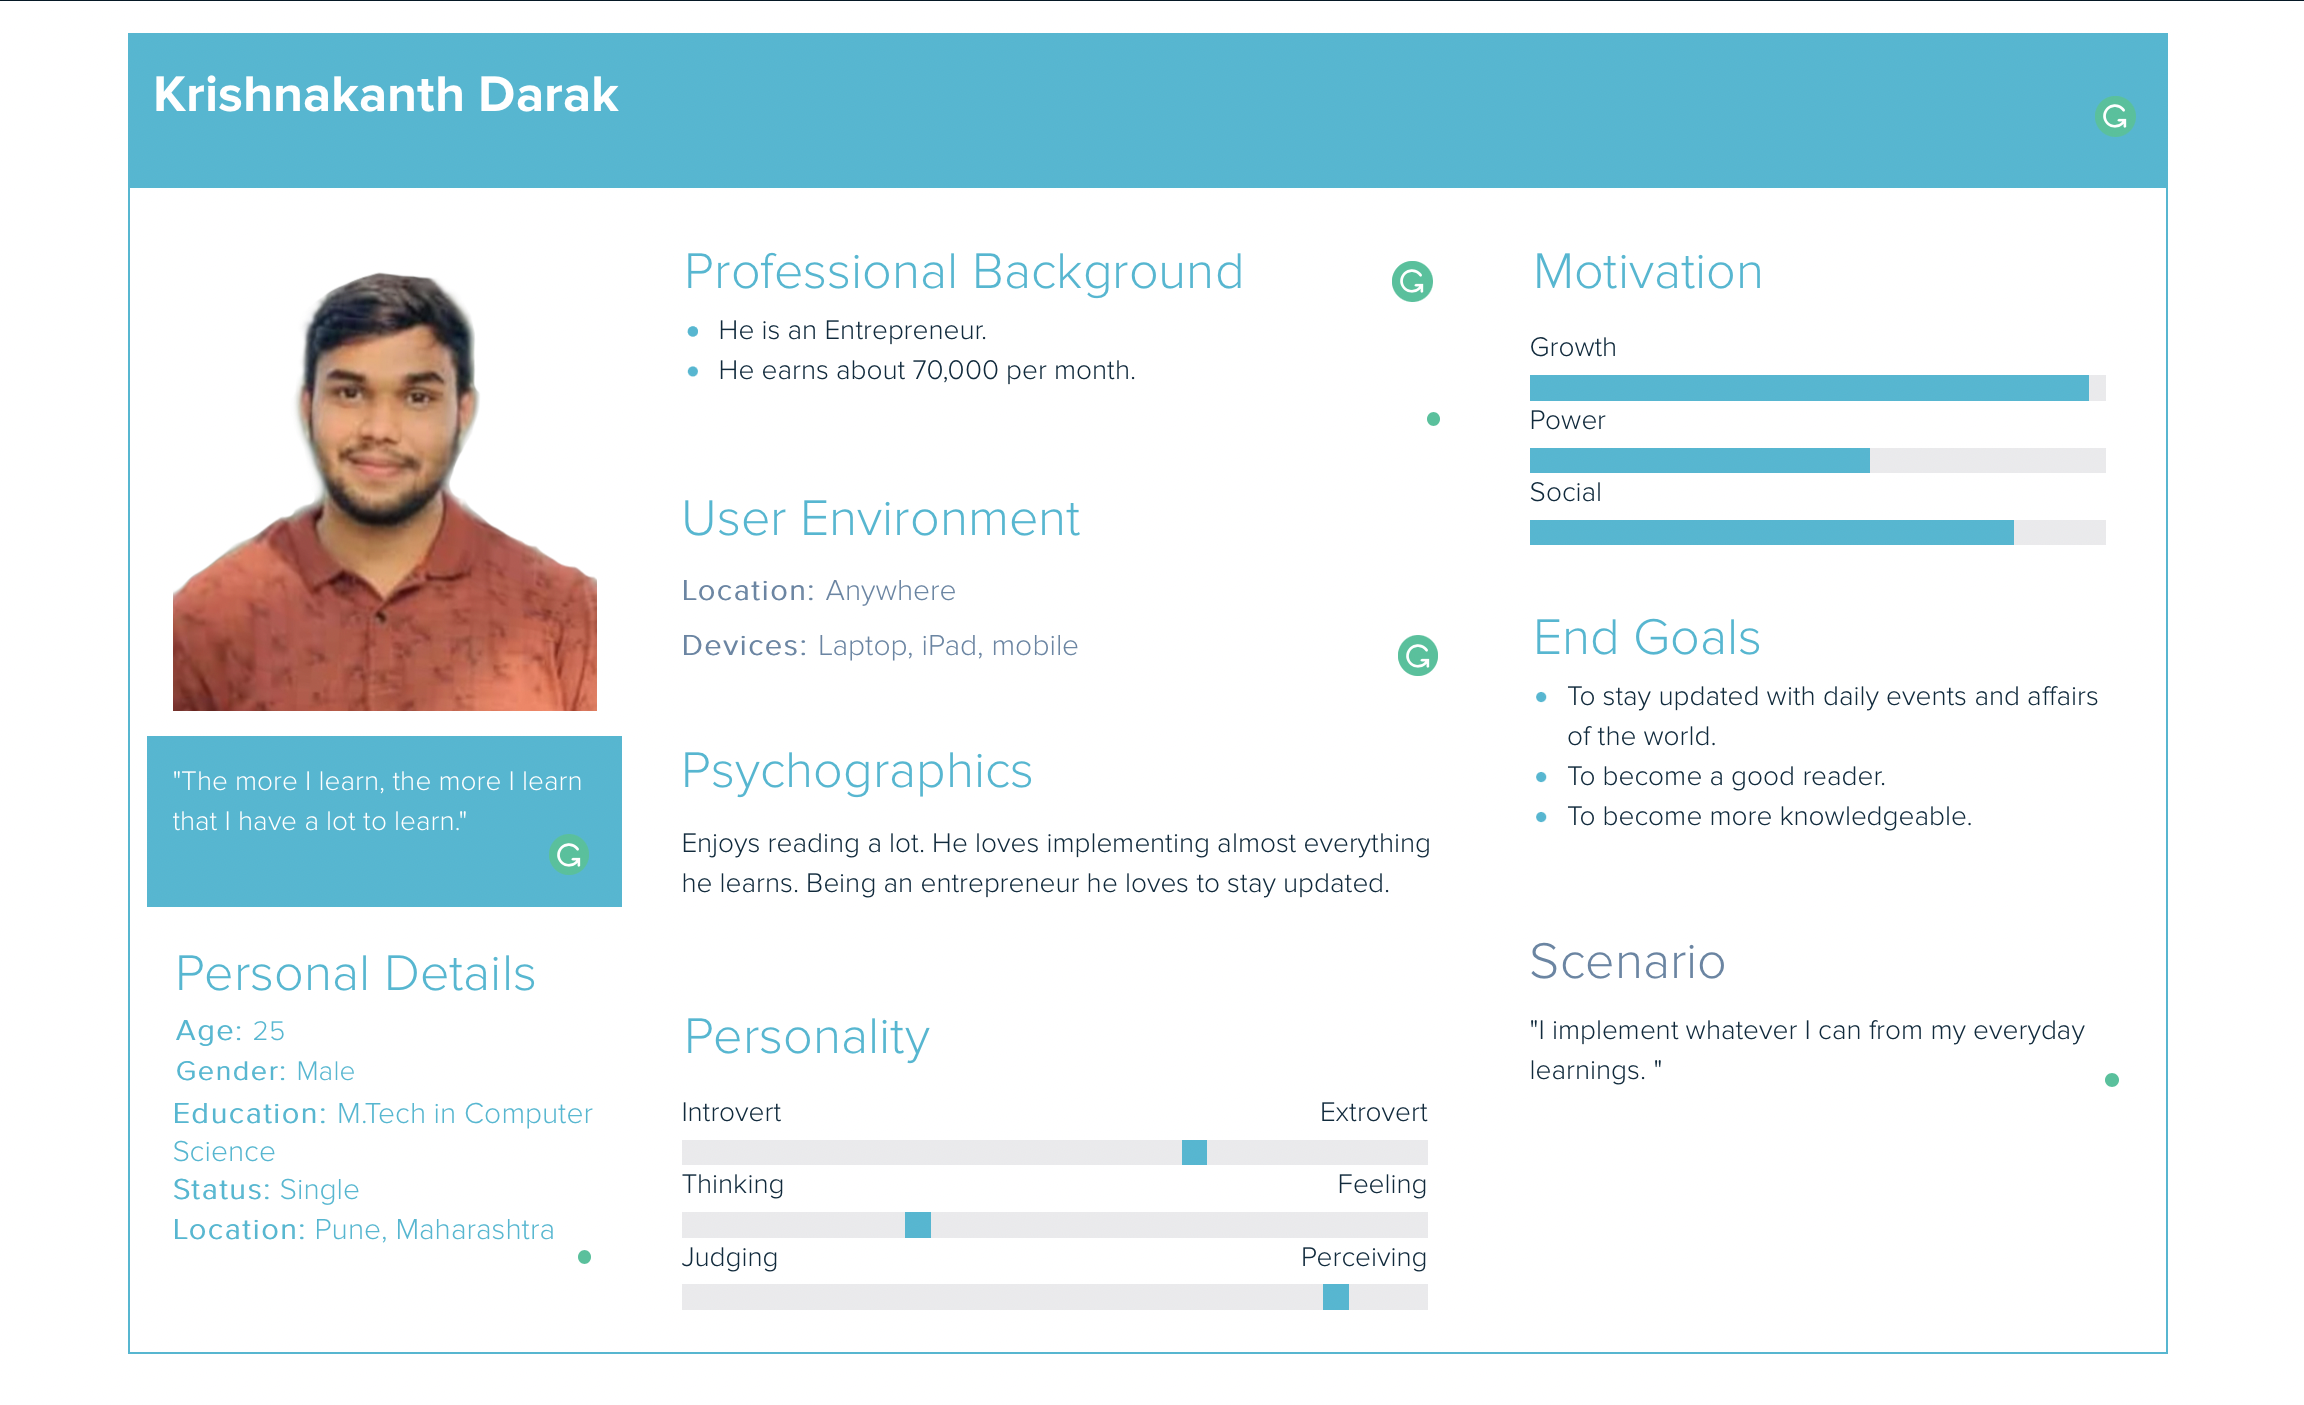 Krishnakanth Darak
"The more I learn, the more I learn
that I have a lot to learn."
Personal Details
Age: 25
Gender: Male
Education: M.Tech in Computer
Science
Status: Single
Location: Pune, Maharashtra
Professional Background
He is an Entrepreneur.
He earns about 70,000 per month.
User Environment
Location: Anywhere
Devices: Laptop, iPad, mobile
Psychographics
Enjoys reading a lot. He loves implementing almost everything
he learns. Being an entrepreneur he loves to stay updated.
Personality
Introvert Extrovert
Thinking Feeling
Judging Perceiving
Motivation
Growth
Power
Social
End Goals
To stay updated with daily events and affairs
of the world.
To become a good reader.
To become more knowledgeable.
Scenario
"I implement whatever I can from my everyday
learnings. "